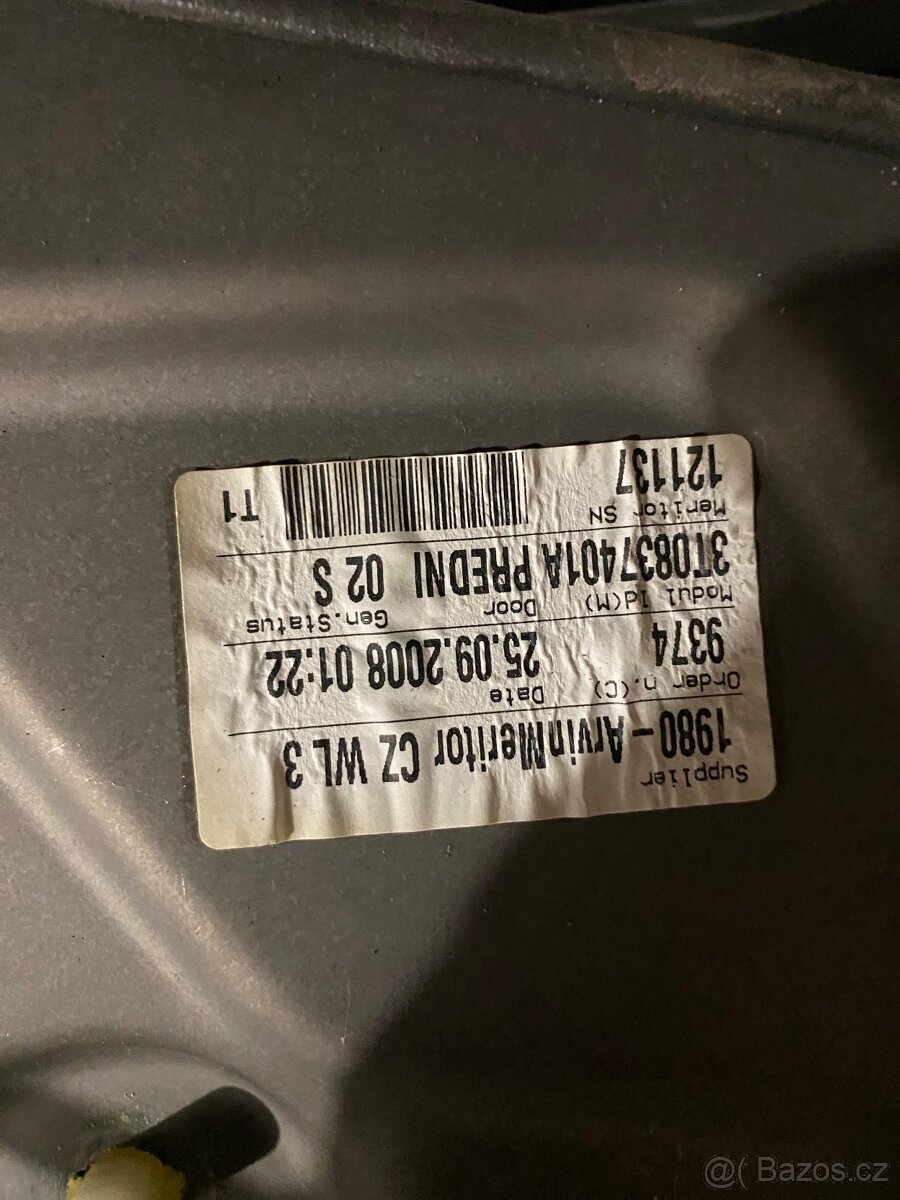 Supplier
1980-ArvinMeritor CZ WL 3
Order n.(C) Date
9374 25.09.2008 01:22
Modul Id(M) Door Gen.Status
3T0837401A PREDNI 02 S
Meritor SN
121137 T1
@( Bazoš.cz